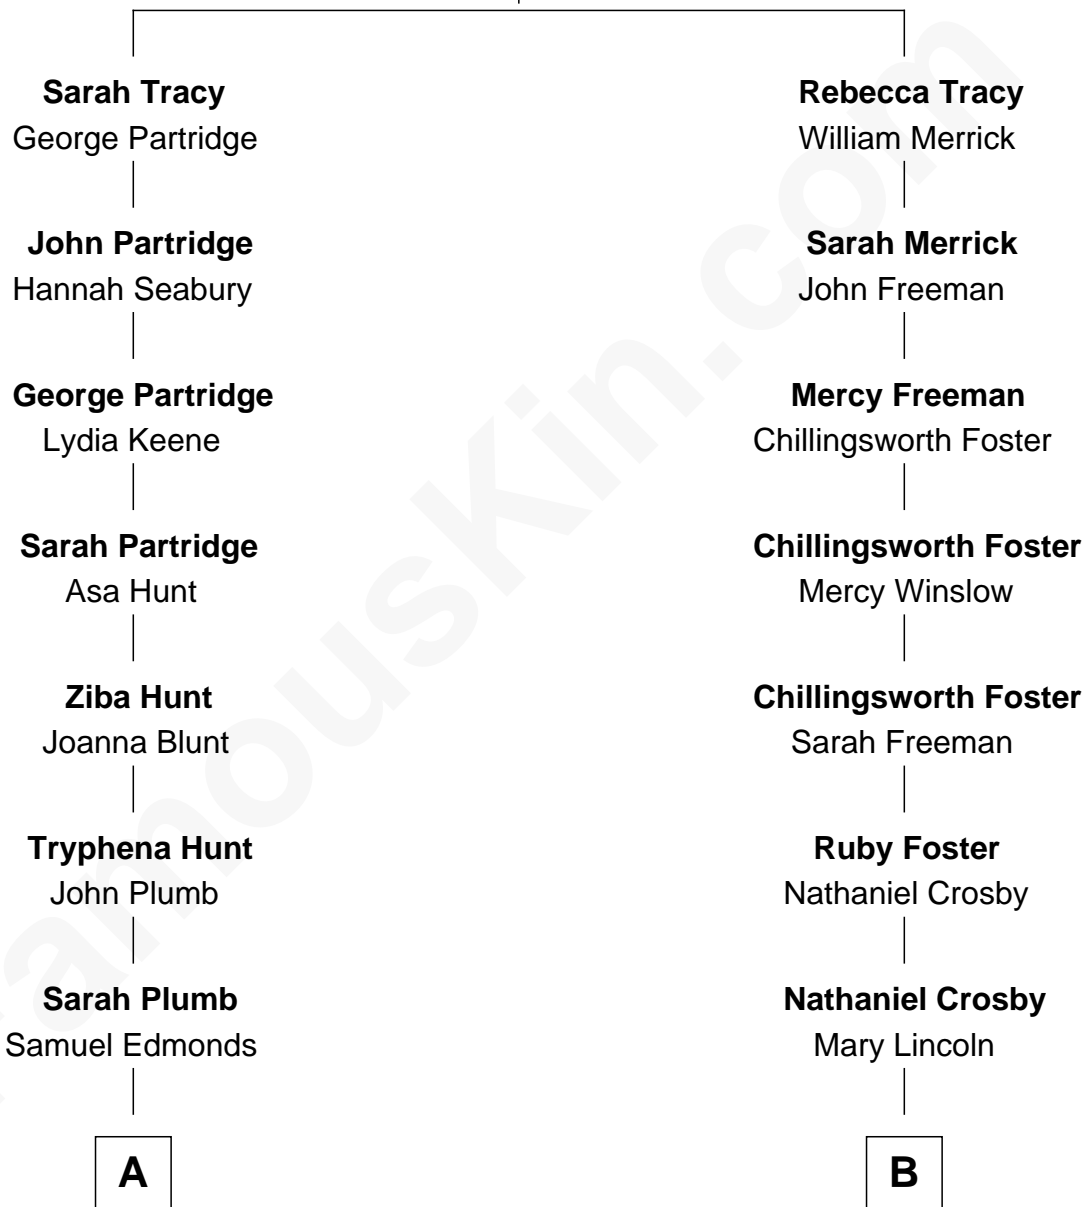 Sarah Tracy
George Partridge
John Partridge
Hannah Seabury
George Partridge
Lydia Keene
Sarah Partridge
Asa Hunt
Ziba Hunt
Joanna Blunt
Tryphena Hunt
John Plumb
Sarah Plumb
Samuel Edmonds
A
Rebecca Tracy
William Merrick
Sarah Merrick
John Freeman
Mercy Freeman
Chillingsworth Foster
Chillingsworth Foster
Mercy Winslow
Chillingsworth Foster
Sarah Freeman
Ruby Foster
Nathaniel Crosby
Nathaniel Crosby
Mary Lincoln
B
FamousKin.com